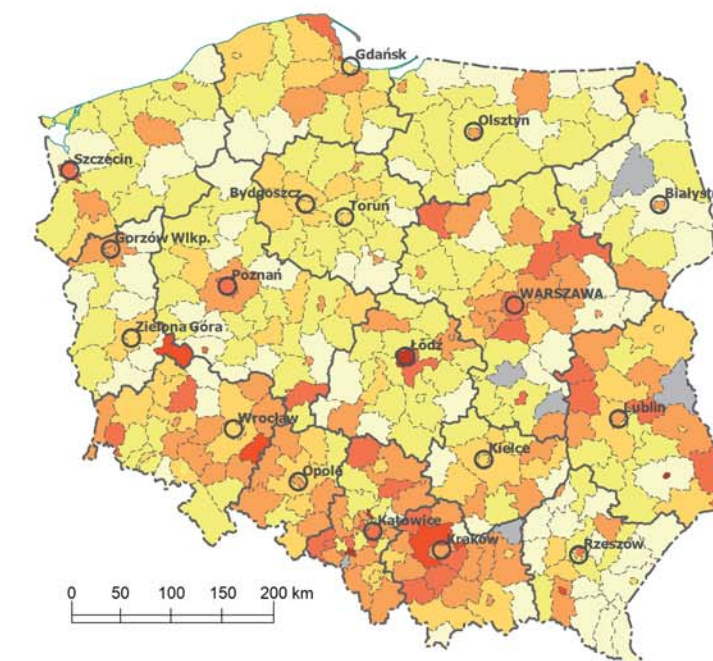 Gdańsk
Olsztyn
Szczecin
Bydgoszcz
Toruń
Białyst
Gorzów Wlkp.
Poznań
WARSZAWA
Zielona Góra
Łódź
Wrocław
Lublin
Kielce
Opole
Katowice
Kraków
Rzeszów
0 50 100 150 200 km